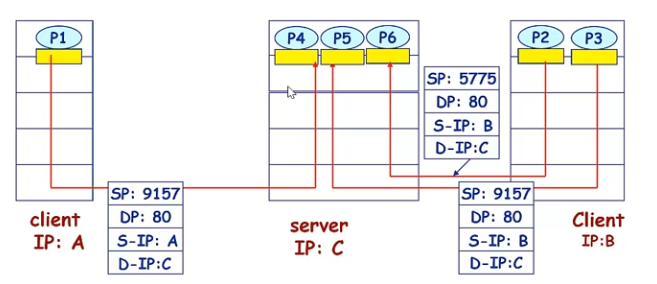 P1
P4 P5 P6
P2 P3
SP: 5775
DP: 80
S-IP: B
D-IP:C
SP: 9157
DP: 80
S-IP: A
D-IP:C
SP: 9157
DP: 80
S-IP: B
D-IP:C
client
IP: A
server
IP: C
Client
IP:B